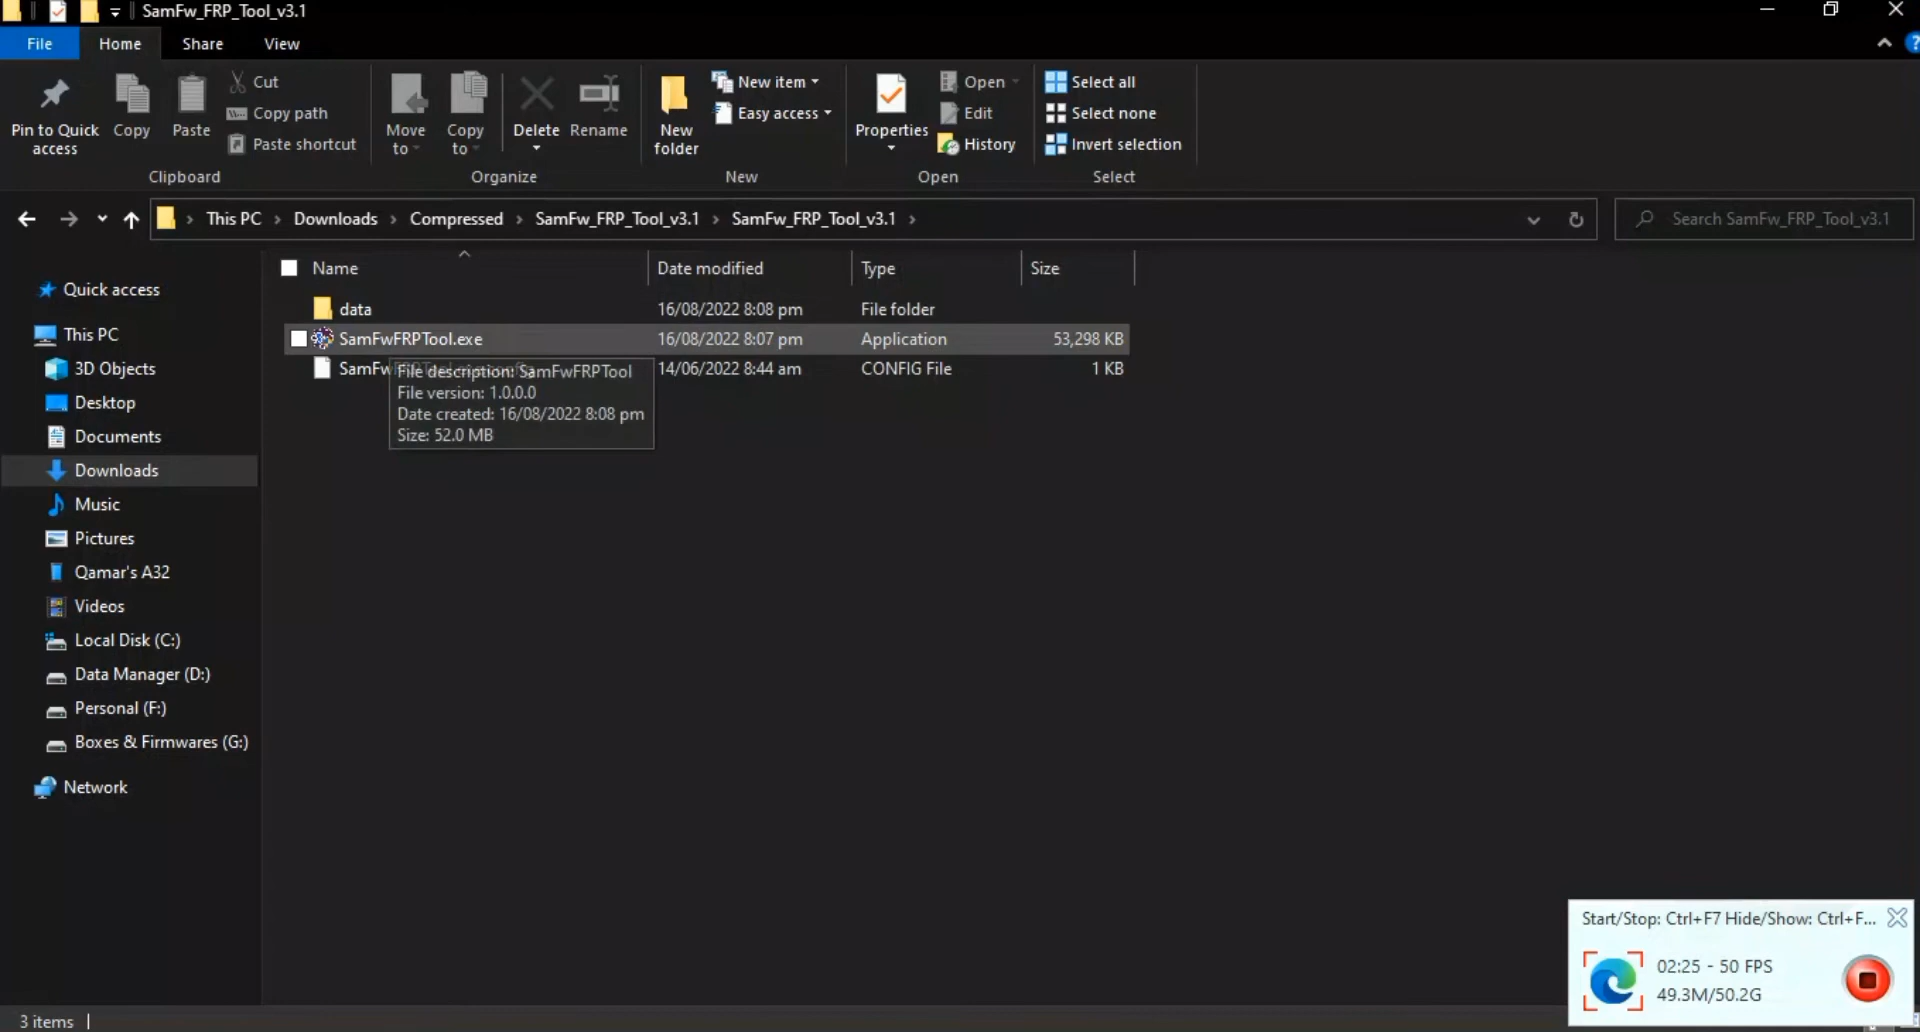 SamFw_FRP_Tool_v3.1
File Home Share View
Pin to Quick access
Copy
Paste
Cut
Copy path
Paste shortcut
Clipboard
Move to
Copy to
Delete
Rename
Organize
New folder
New item
Easy access
New
Properties
Open
Edit
History
Open
Select all
Select none
Invert selection
Select
This PC > Downloads > Compressed > SamFw_FRP_Tool_v3.1 > SamFw_FRP_Tool_v3.1 >
Search SamFw_FRP_Tool_v3.1
Name Date modified Type Size
data 16/08/2022 8:08 pm File folder
SamFwFRPTool.exe 16/08/2022 8:07 pm Application 53,298 KB
SamFw 14/06/2022 8:44 am CONFIG File 1 KB
File description: SamFwFRPTool
File version: 1.0.0.0
Date created: 16/08/2022 8:08 pm
Size: 52.0 MB
Quick access
This PC
3D Objects
Desktop
Documents
Downloads
Music
Pictures
Qamar's A32
Videos
Local Disk (C:)
Data Manager (D:)
Personal (F:)
Boxes & Firmwares (G:)
Network
3 items
Start/Stop: Ctrl+F7 Hide/Show: Ctrl+F...
02:25 - 50 FPS
49.3M/50.2G